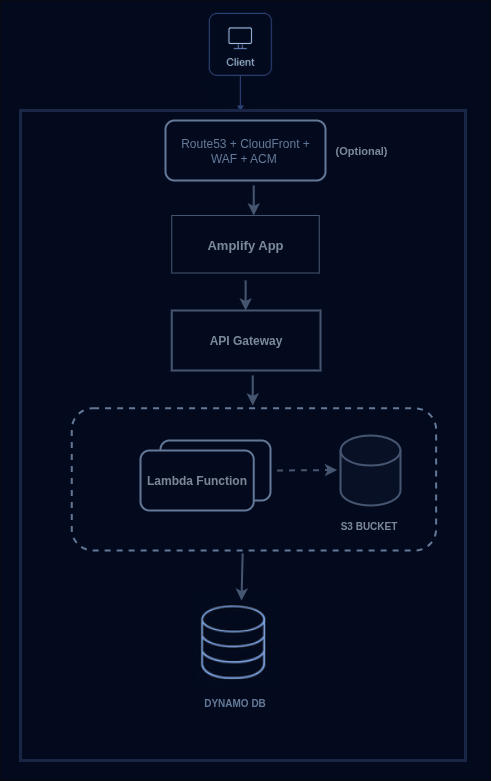 Client
Route53 + CloudFront +
WAF + ACM
(Optional)
Amplify App
API Gateway
Lambda Function
S3 BUCKET
DYNAMO DB